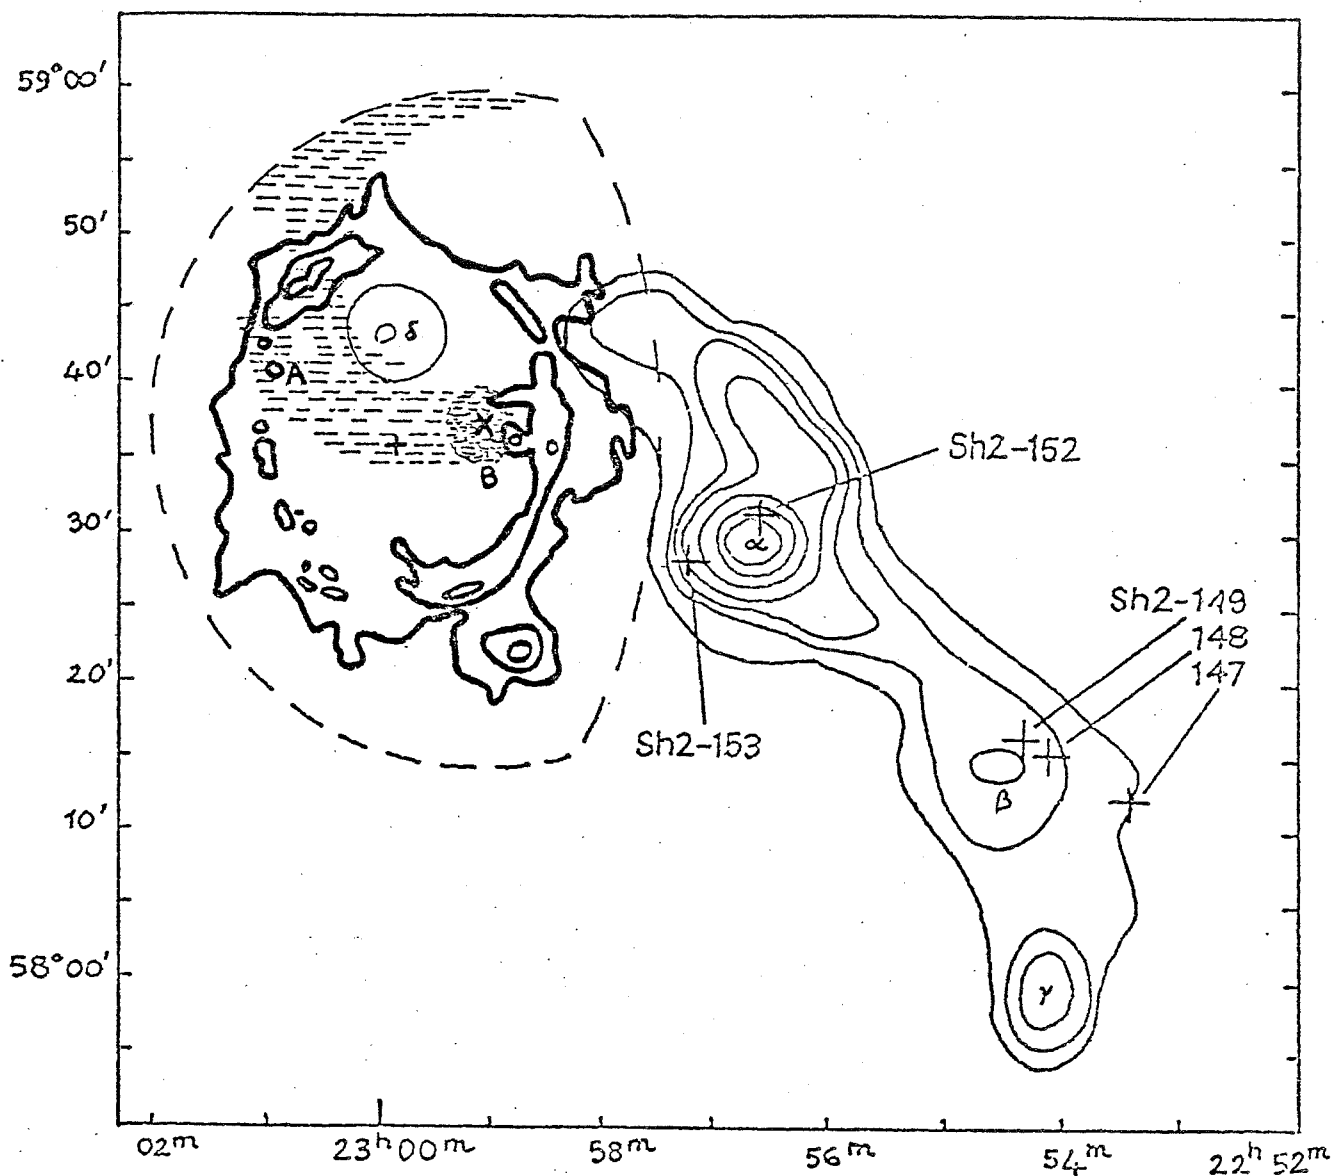 59°00'
50'
δ
40'
A
X
Sh2-152
B
30'
α
Sh2-149
148
147
20'
Sh2-153
β
10'
58°00'
γ
02m 23h00m 58m 56m 54m 22h52m